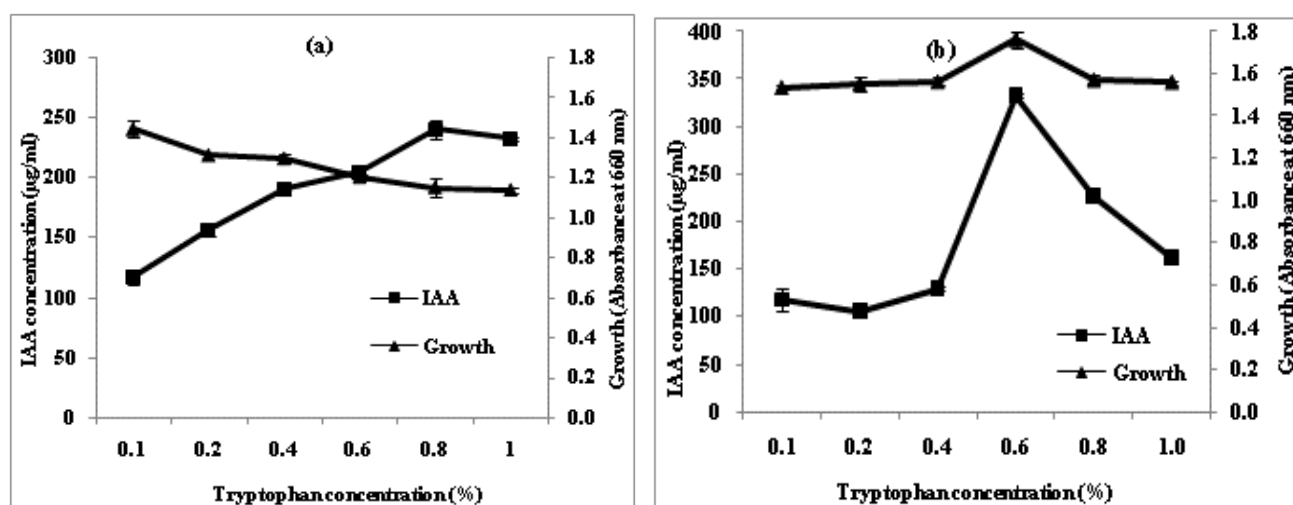 (a)
300
250
200
150
100
50
0
IAA concentration (µg/ml)
1.8
1.6
1.4
1.2
1.0
0.8
0.6
0.4
0.2
0.0
Growth (Absorbance at 660 nm)
IAA
Growth
0.1 0.2 0.4 0.6 0.8 1
Tryptophan concentration (%)
(b)
400
350
300
250
200
150
100
50
0
IAA concentration (µg/ml)
1.8
1.6
1.4
1.2
1.0
0.8
0.6
0.4
0.2
0.0
Growth (Absorbance at 660 nm)
IAA
Growth
0.1 0.2 0.4 0.6 0.8 1.0
Tryptophan concentration (%)